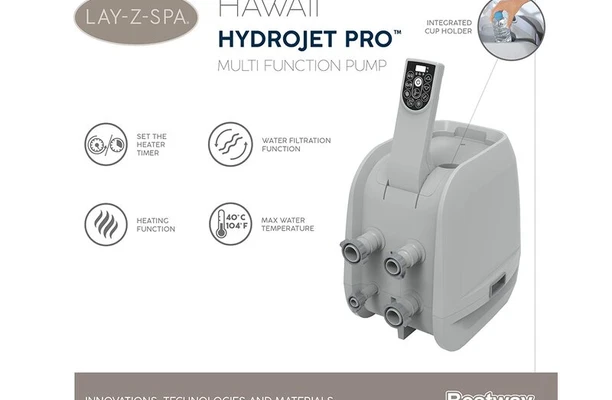 LAY-Z-SPA®
HAWAII
HYDROJET PRO™
MULTI FUNCTION PUMP
INTEGRATED
CUP HOLDER
SET THE
HEATER
TIMER
WATER FILTRATION
FUNCTION
HEATING
FUNCTION
40°C
104°F
MAX WATER
TEMPERATURE
INNOVATIONS, TECHNOLOGIES AND MATERIALS
Bestway